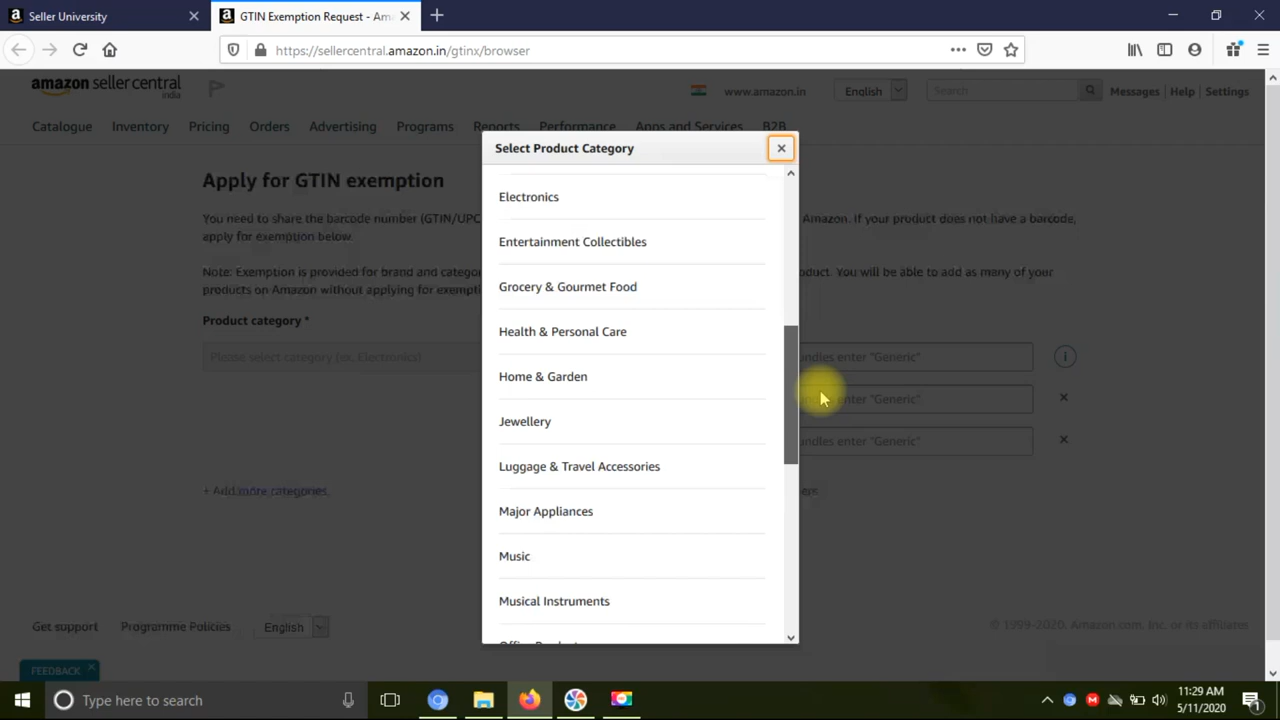 Seller University
GTIN Exemption Request - Am
https://sellercentral.amazon.in/gtinx/browser
amazon seller central
india
www.amazon.in
English
Search
Messages | Help | Settings
Catalogue Inventory Pricing Orders Advertising Programs Reports Performance Apps and Services B2B
Select Product Category
Apply for GTIN exemption
You need to share the barcode number (GTIN/UPC
Amazon. If your product does not have a barcode,
apply for exemption below.
Note: Exemption is provided for brand and
product. You will be able to add as many of your
products on Amazon without applying for
Product category *
Please select category (ex. Electronics)
enter "Generic"
enter "Generic"
enter "Generic"
+ Add more categories
Electronics
Entertainment Collectibles
Grocery & Gourmet Food
Health & Personal Care
Home & Garden
Jewellery
Luggage & Travel Accessories
Major Appliances
Music
Musical Instruments
Get support Programme Policies English
© 1999-2020, Amazon.com, Inc. or its affiliates
FEEDBACK
Type here to search
11:29 AM
5/11/2020
1